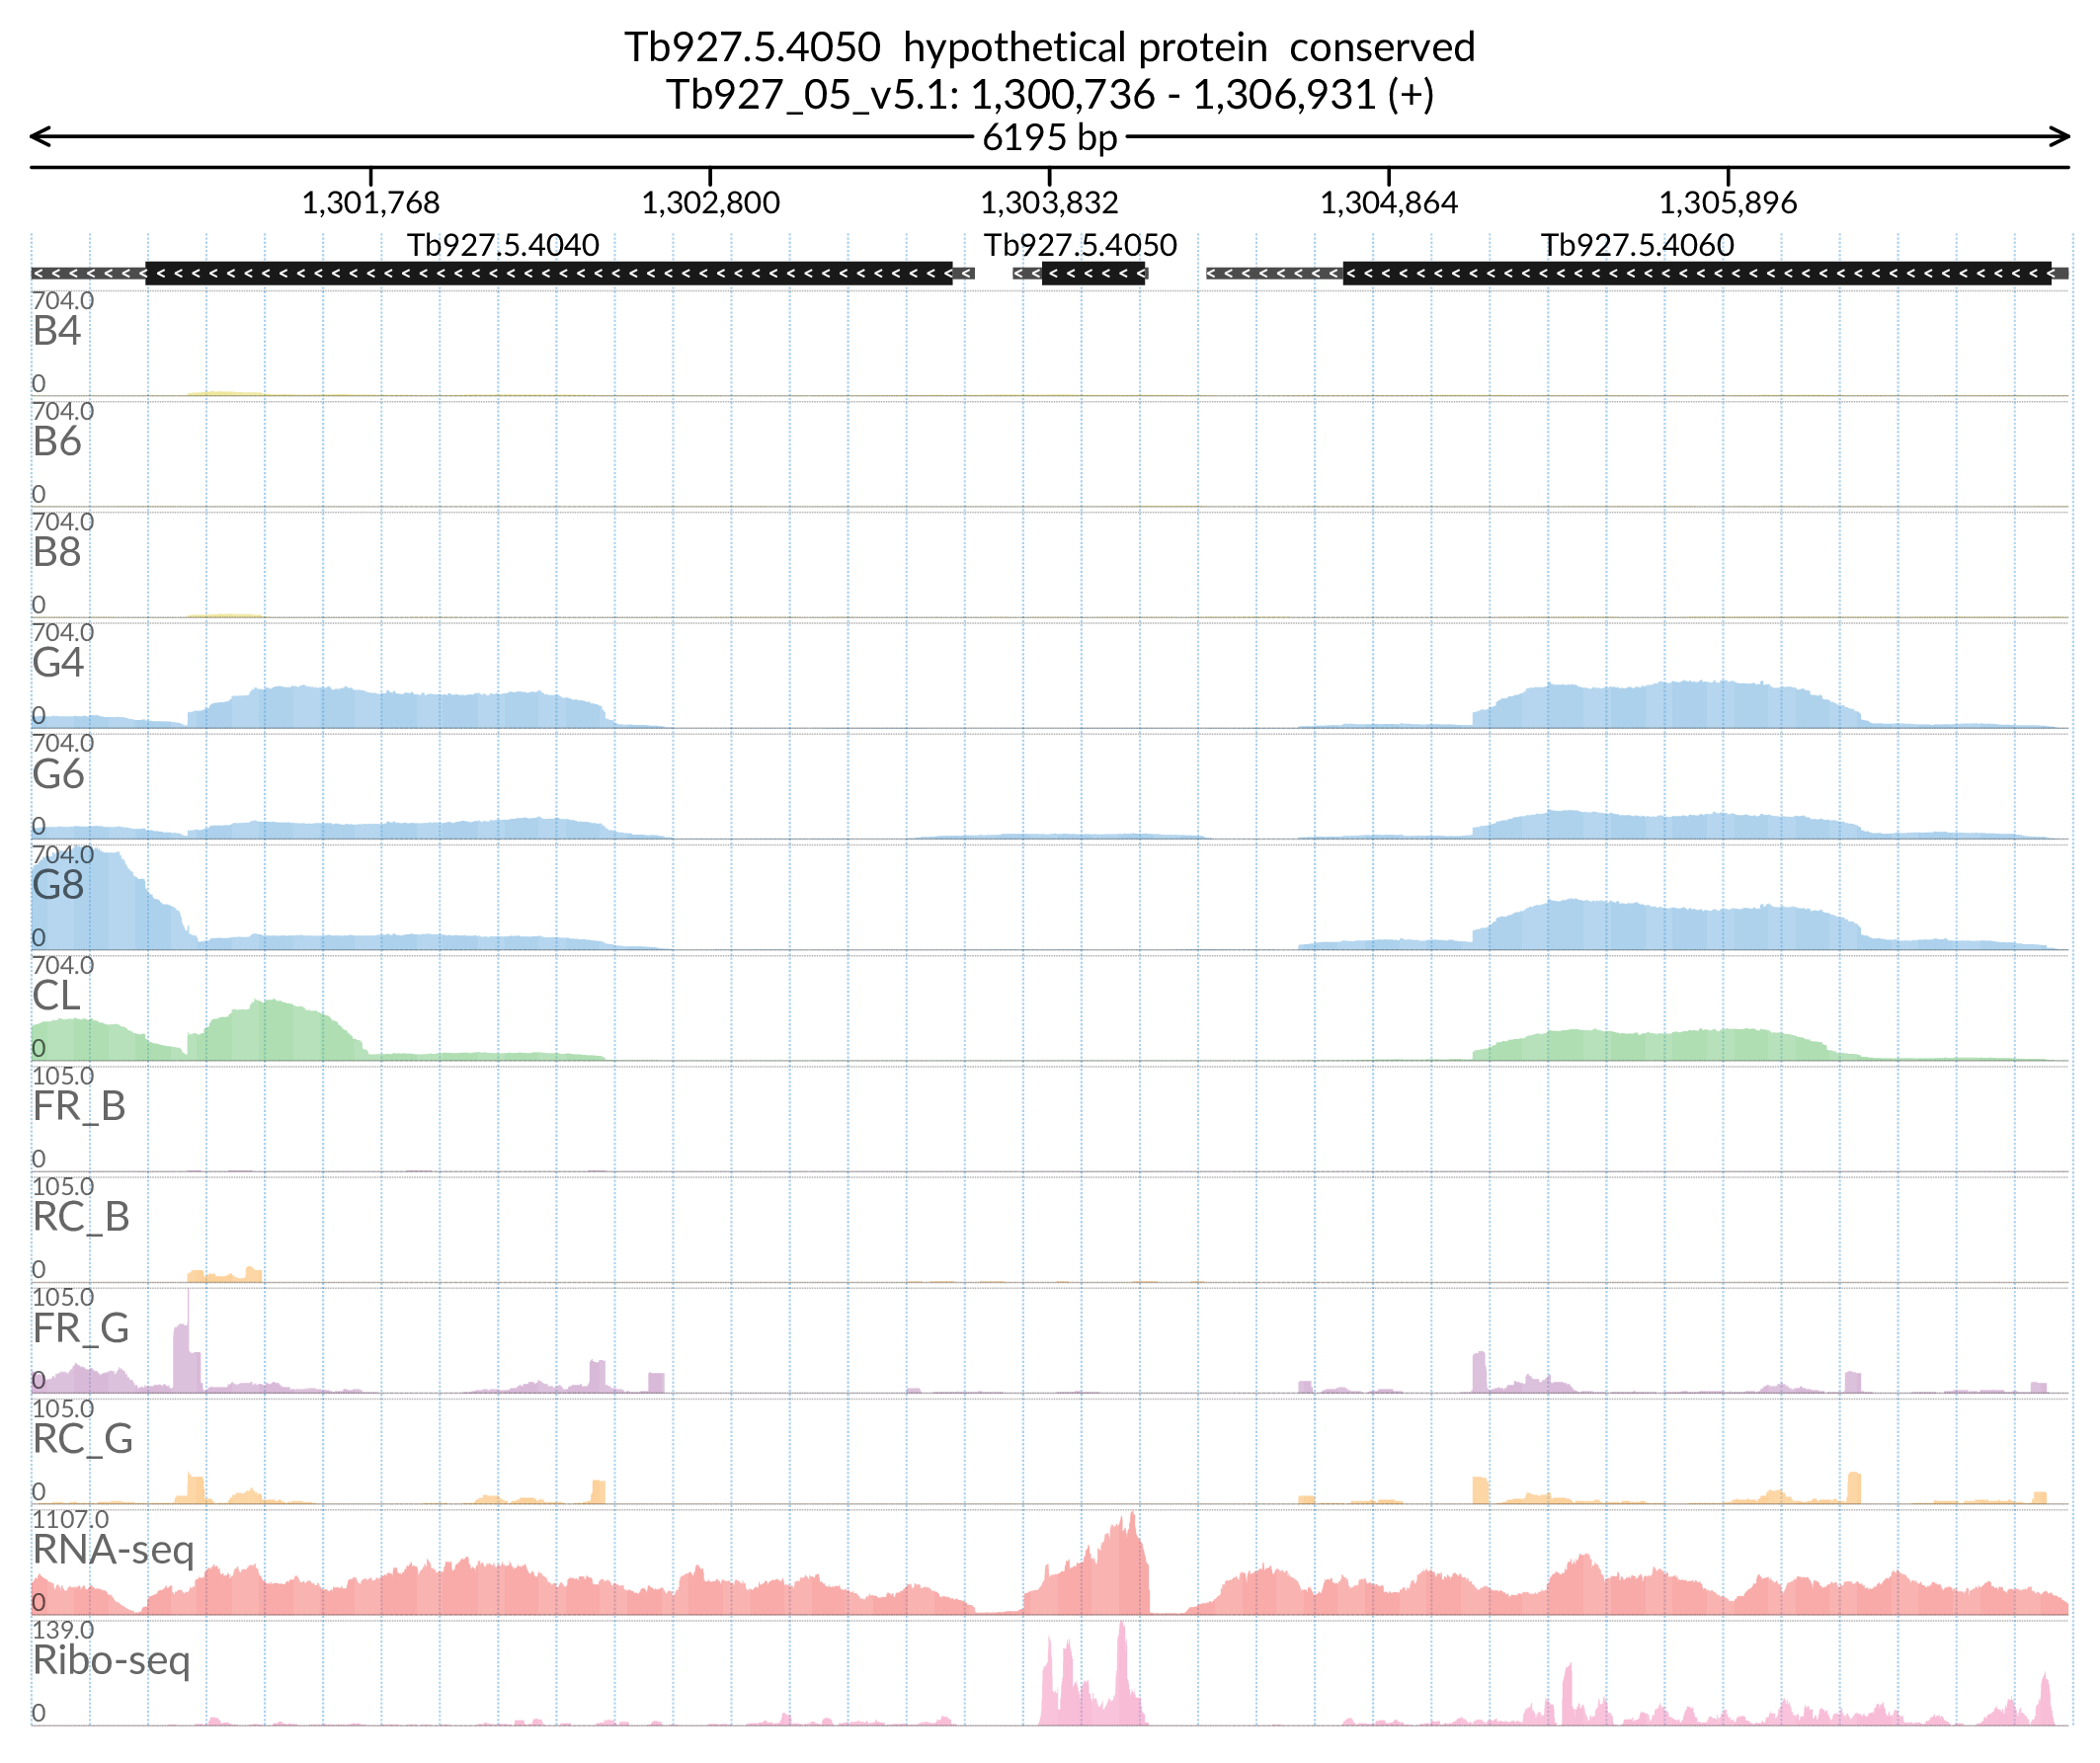 Tb927.5.4050 hypothetical protein conserved
Tb927_05_v5.1: 1,300,736 - 1,306,931 (+)
6195 bp
1,301,768 1,302,800 1,303,832 1,304,864 1,305,896
Tb927.5.4040 Tb927.5.4050 Tb927.5.4060
704.0
B4
0
704.0
B6
0
704.0
B8
0
704.0
G4
0
704.0
G6
0
704.0
G8
0
704.0
CL
0
105.0
FR_B
0
105.0
RC_B
0
105.0
FR_G
0
105.0
RC_G
0
1107.0
RNA-seq
0
139.0
Ribo-seq
0